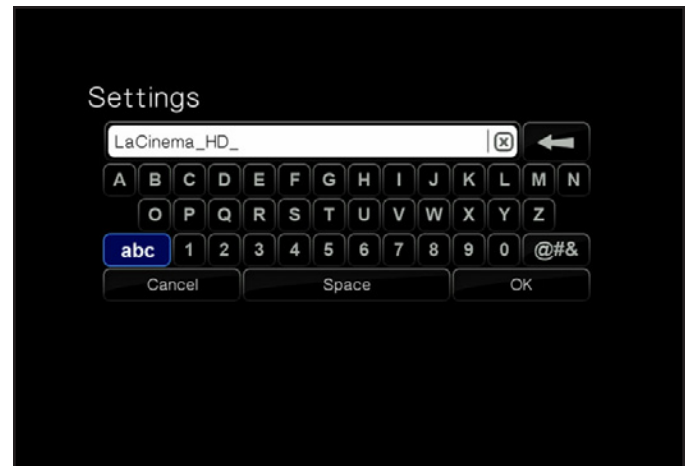 Settings
LaCinema_HD_
A B C D E F G H I J K L M N
O P Q R S T U V W X Y Z
abc 1 2 3 4 5 6 7 8 9 0 @#&
Cancel Space OK